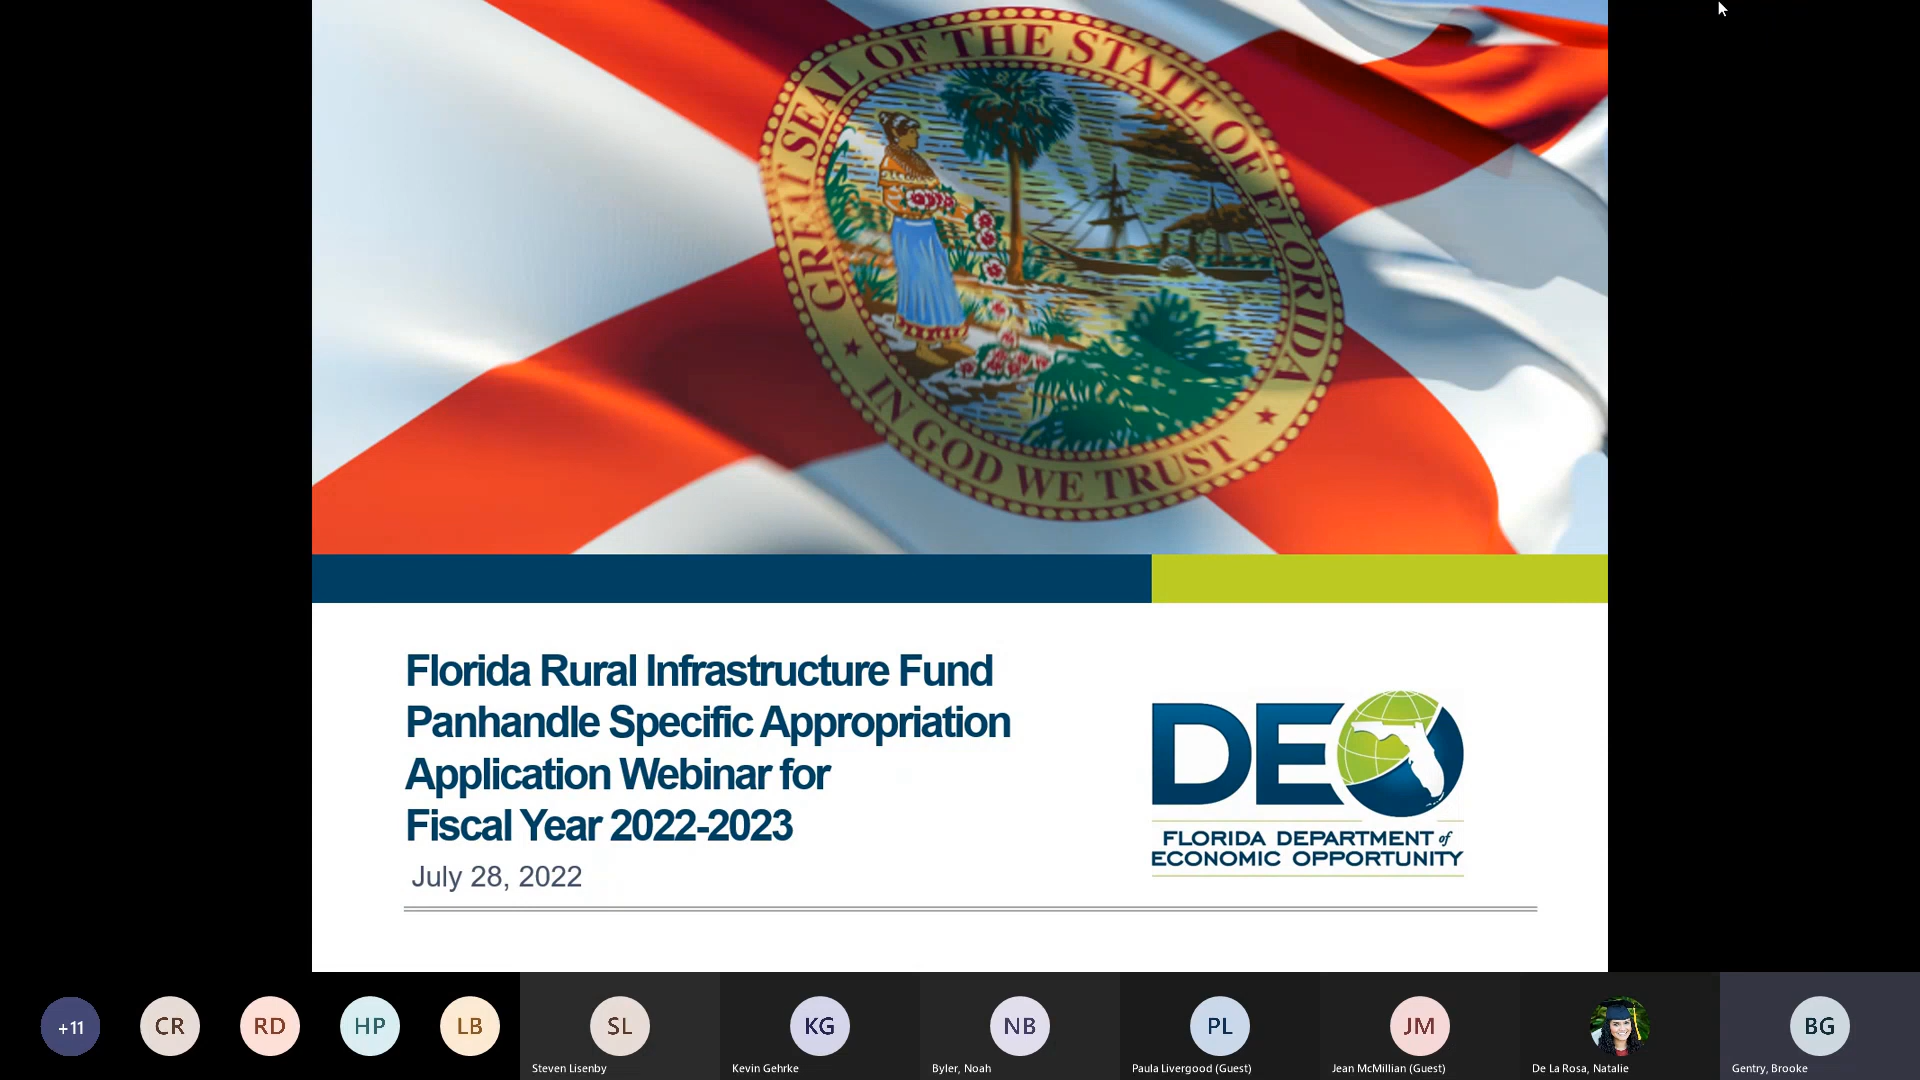 GREAT SEAL OF THE STATE OF FLORIDA
IN GOD WE TRUST
Florida Rural Infrastructure Fund
Panhandle Specific Appropriation
Application Webinar for
Fiscal Year 2022-2023
July 28, 2022
DEO
FLORIDA DEPARTMENT of
ECONOMIC OPPORTUNITY
+11
CR
RD
HP
LB
SL
KG
NB
PL
JM
BG
Steven Lisenby
Kevin Gehrke
Byler, Noah
Paula Livergood (Guest)
Jean McMillian (Guest)
De La Rosa, Natalie
Gentry, Brooke